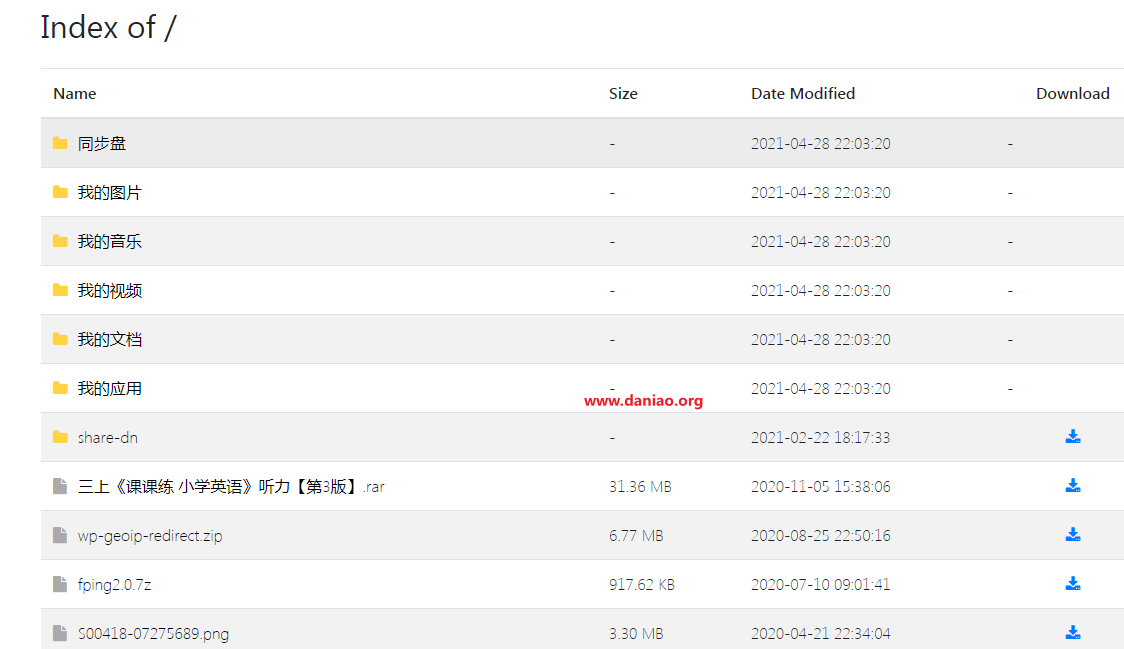 Index of /
Name Size Date Modified Download
同步盘 - 2021-04-28 22:03:20 -
我的图片 - 2021-04-28 22:03:20 -
我的音乐 - 2021-04-28 22:03:20 -
我的视频 - 2021-04-28 22:03:20 -
我的文档 - 2021-04-28 22:03:20 -
我的应用 - 2021-04-28 22:03:20 -
www.daniao.org
share-dn - 2021-02-22 18:17:33
三上《课课练 小学英语》听力【第3版】.rar 31.36 MB 2020-11-05 15:38:06
wp-geoip-redirect.zip 6.77 MB 2020-08-25 22:50:16
fping2.0.7z 917.62 KB 2020-07-10 09:01:41
S00418-07275689.png 3.30 MB 2020-04-21 22:34:04